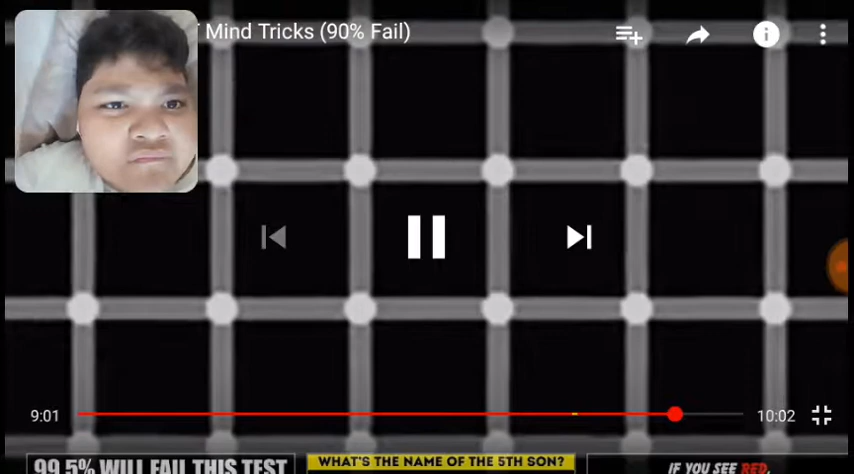 Mind Tricks (90% Fail)
9:01
10:02
99.5% WILL FAIL THIS TEST
WHAT'S THE NAME OF THE 5TH SON?
IF YOU SEE RED,